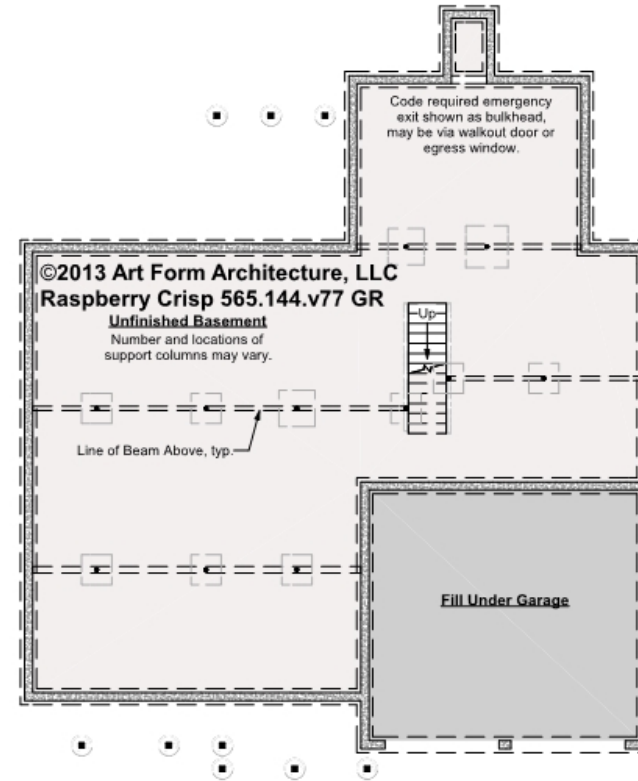 Code required emergency
exit shown as bulkhead,
may be via walkout door or
egress window.
©2013 Art Form Architecture, LLC
Raspberry Crisp 565.144.v77 GR
Unfinished Basement
Number and locations of
support columns may vary.
Up
Line of Beam Above, typ.
Fill Under Garage